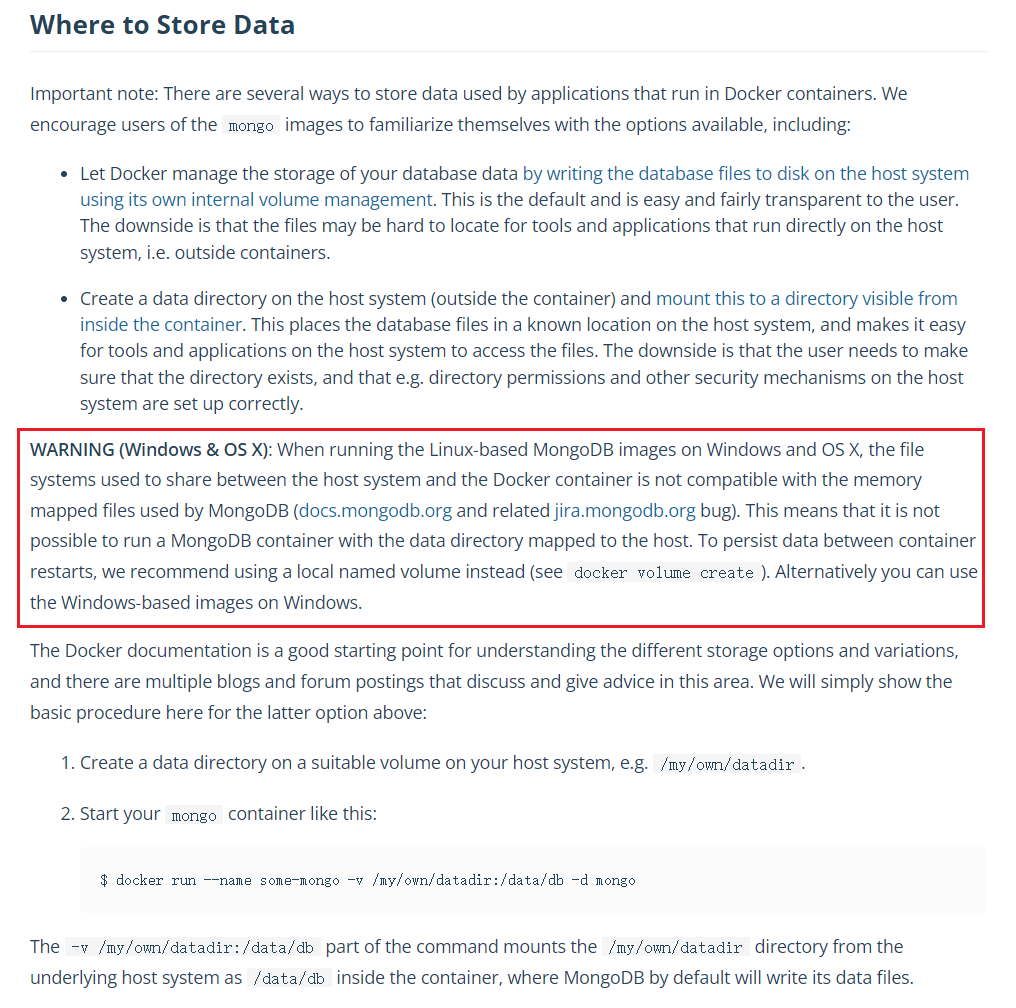 Where to Store Data
Important note: There are several ways to store data used by applications that run in Docker containers. We
encourage users of the mongo images to familiarize themselves with the options available, including:
• Let Docker manage the storage of your database data by writing the database files to disk on the host system
using its own internal volume management. This is the default and is easy and fairly transparent to the user.
The downside is that the files may be hard to locate for tools and applications that run directly on the host
system, i.e. outside containers.
• Create a data directory on the host system (outside the container) and mount this to a directory visible from
inside the container. This places the database files in a known location on the host system, and makes it easy
for tools and applications on the host system to access the files. The downside is that the user needs to make
sure that the directory exists, and that e.g. directory permissions and other security mechanisms on the host
system are set up correctly.
WARNING (Windows & OS X): When running the Linux-based MongoDB images on Windows and OS X, the file
systems used to share between the host system and the Docker container is not compatible with the memory
mapped files used by MongoDB (docs.mongodb.org and related jira.mongodb.org bug). This means that it is not
possible to run a MongoDB container with the data directory mapped to the host. To persist data between container
restarts, we recommend using a local named volume instead (see docker volume create ). Alternatively you can use
the Windows-based images on Windows.
The Docker documentation is a good starting point for understanding the different storage options and variations,
and there are multiple blogs and forum postings that discuss and give advice in this area. We will simply show the
basic procedure here for the latter option above:
1. Create a data directory on a suitable volume on your host system, e.g. /my/own/datadir .
2. Start your mongo container like this:
$ docker run --name some-mongo -v /my/own/datadir:/data/db -d mongo
The -v /my/own/datadir:/data/db part of the command mounts the /my/own/datadir directory from the
underlying host system as /data/db inside the container, where MongoDB by default will write its data files.